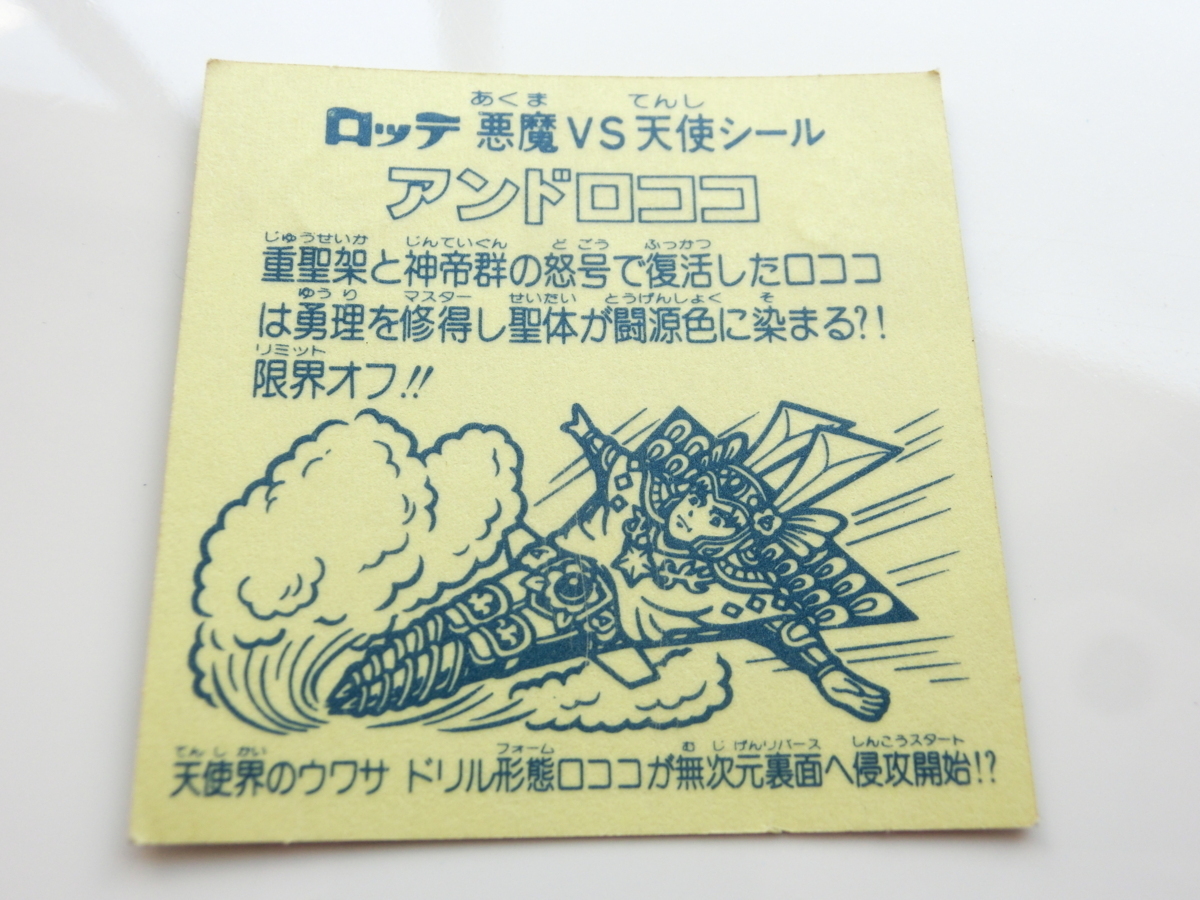 あくま てんし
ロッテ 悪魔VS天使シール
アンドロココ
じゅうせいか じんていぐん どごう ふっかつ
重聖架と神帝群の怒号で復活したロココ
ゆうり マスター せいたい とうげんしょく そ
は勇理を修得し聖体が闘源色に染まる?!
リミット
限界オフ!!
てんしかい フォーム むじげんリバース しんこうスタート
天使界のウワサ ドリル形態ロココが無次元裏面へ侵攻開始!?